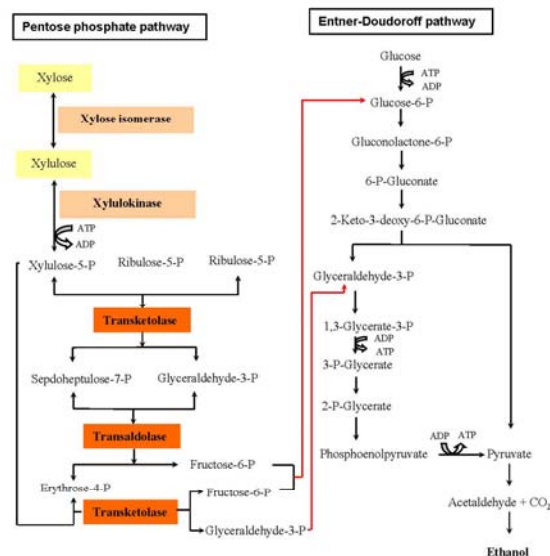 Pentose phosphate pathway
Xylose
Xylose isomerase
Xylulose
Xylulokinase
ATP
ADP
Xylulose-5-P Ribulose-5-P Ribulose-5-P
Transketolase
Sepdoheptulose-7-P Glyceraldehyde-3-P
Transaldolase
Fructose-6-P
Erythrose-4-P
Fructose-6-P
Transketolase
Glyceraldehyde-3-P
Entner-Doudoroff pathway
Glucose
ATP
ADP
Glucose-6-P
Gluconolactone-6-P
6-P-Gluconate
2-Keto-3-deoxy-6-P-Gluconate
Glyceraldehyde-3-P
1,3-Glycerate-3-P
ADP
ATP
3-P-Glycerate
2-P-Glycerate
ADP ATP
Phosphoenolpyruvate Pyruvate
Acetaldehyde + CO₂
Ethanol